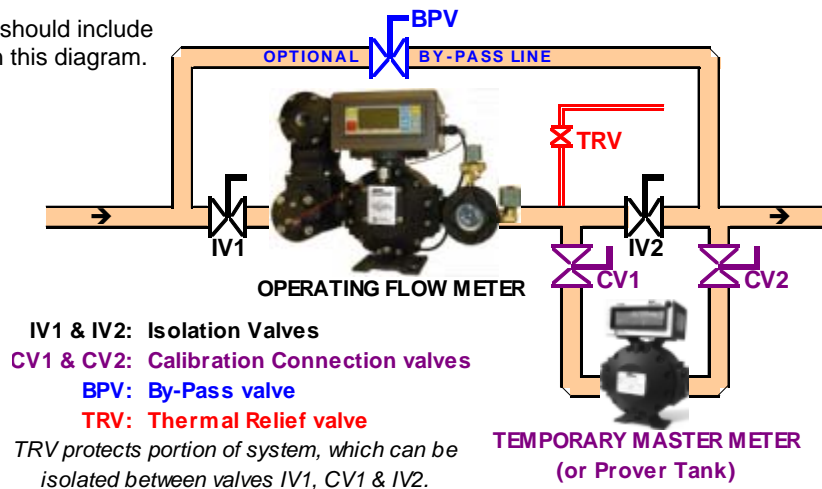 should include
n this diagram.
BPV
OPTIONAL BY-PASS LINE
TRV
IV1
IV2
CV1
CV2
OPERATING FLOW METER
IV1 & IV2: Isolation Valves
CV1 & CV2: Calibration Connection valves
BPV: By-Pass valve
TRV: Thermal Relief valve
TRV protects portion of system, which can be
isolated between valves IV1, CV1 & IV2.
TEMPORARY MASTER METER
(or Prover Tank)